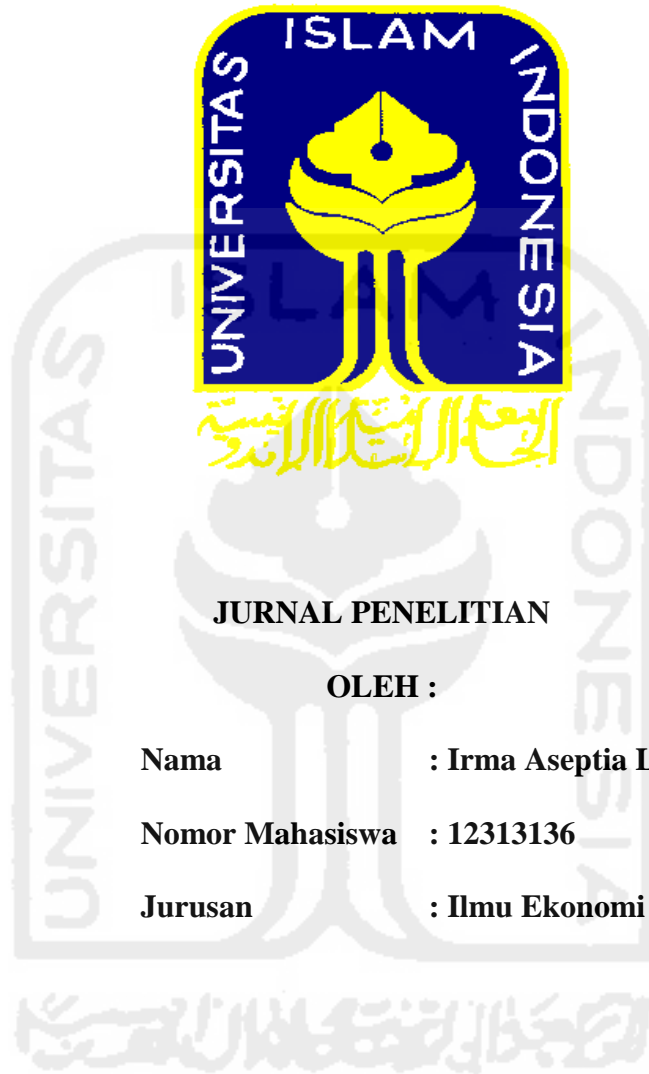 ISLAM
UNIVERSITAS
INDONESIA
JURNAL PENELITIAN
OLEH :
Nama : Irma Aseptia L
Nomor Mahasiswa : 12313136
Jurusan : Ilmu Ekonomi